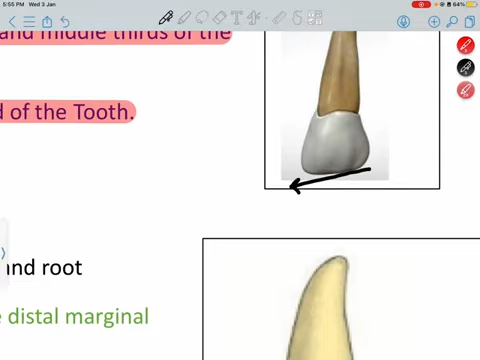 5:55 PM Wed 3 Jan
64%
and middle thirds of the
d of the Tooth.
and root
distal marginal